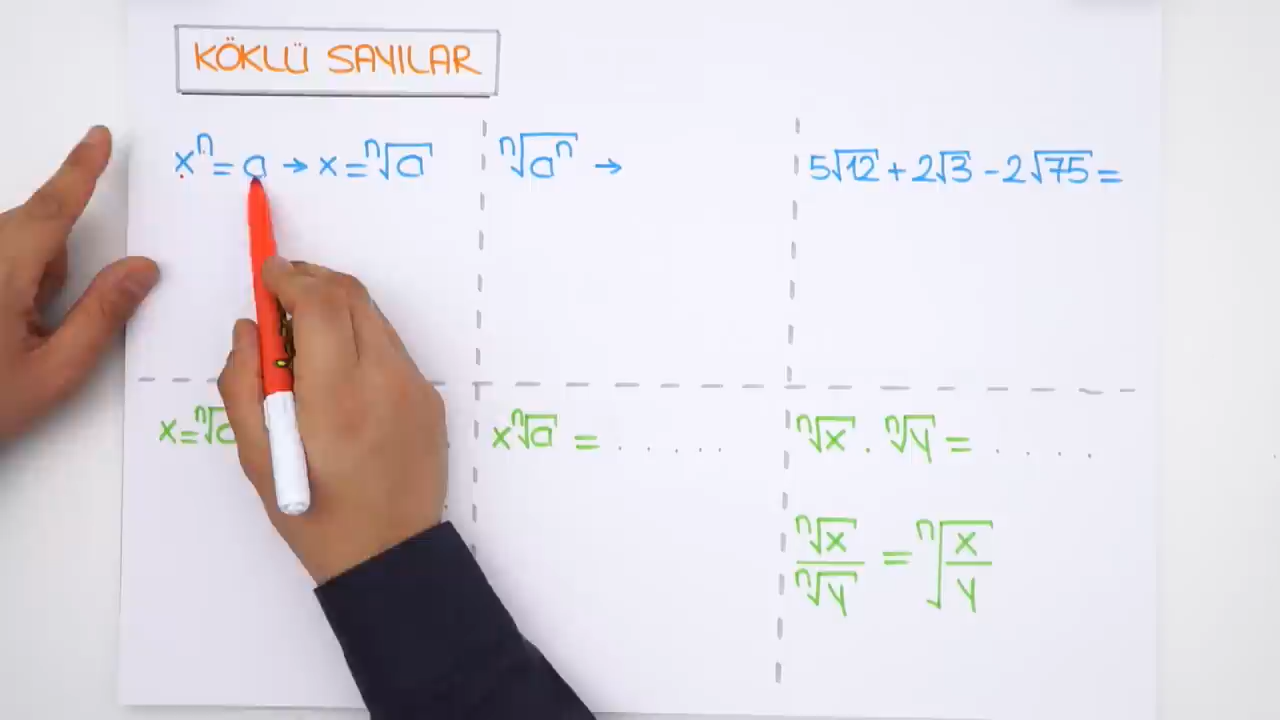 KÖKLÜ SAYILAR
xⁿ = a → x = ⁿ√a
ⁿ√aⁿ →
5√12 + 2√3 - 2√75 =
x = ⁿ√a
x ⁿ√a = . . . . . .
ⁿ√x . ⁿ√y = . . . . .
ⁿ√x / ⁿ√y = ⁿ√(x/y)